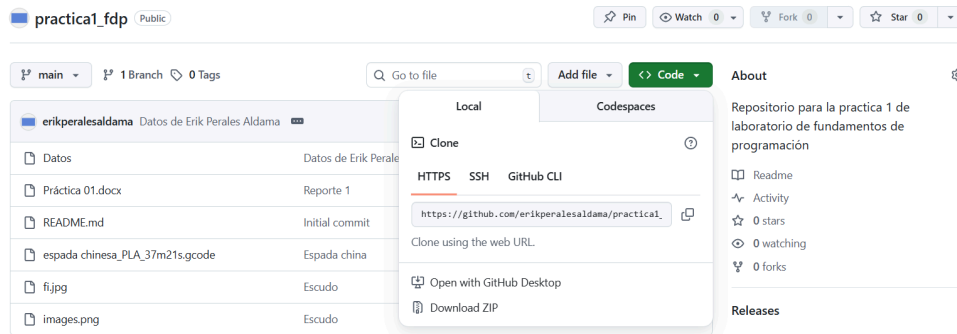 practica1_fdp Public
Pin Watch 0 Fork 0 Star 0
main 1 Branch 0 Tags
Go to file t Add file <> Code
erikperalesaldama Datos de Erik Perales Aldama
Datos Datos de Erik Perale
Práctica 01.docx Reporte 1
README.md Initial commit
espada chinesa_PLA_37m21s.gcode Espada china
fi.jpg Escudo
images.png Escudo
Local Codespaces
Clone
HTTPS SSH GitHub CLI
https://github.com/erikperalesaldama/practica1_
Clone using the web URL.
Open with GitHub Desktop
Download ZIP
About
Repositorio para la practica 1 de
laboratorio de fundamentos de
programación
Readme
Activity
0 stars
0 watching
0 forks
Releases